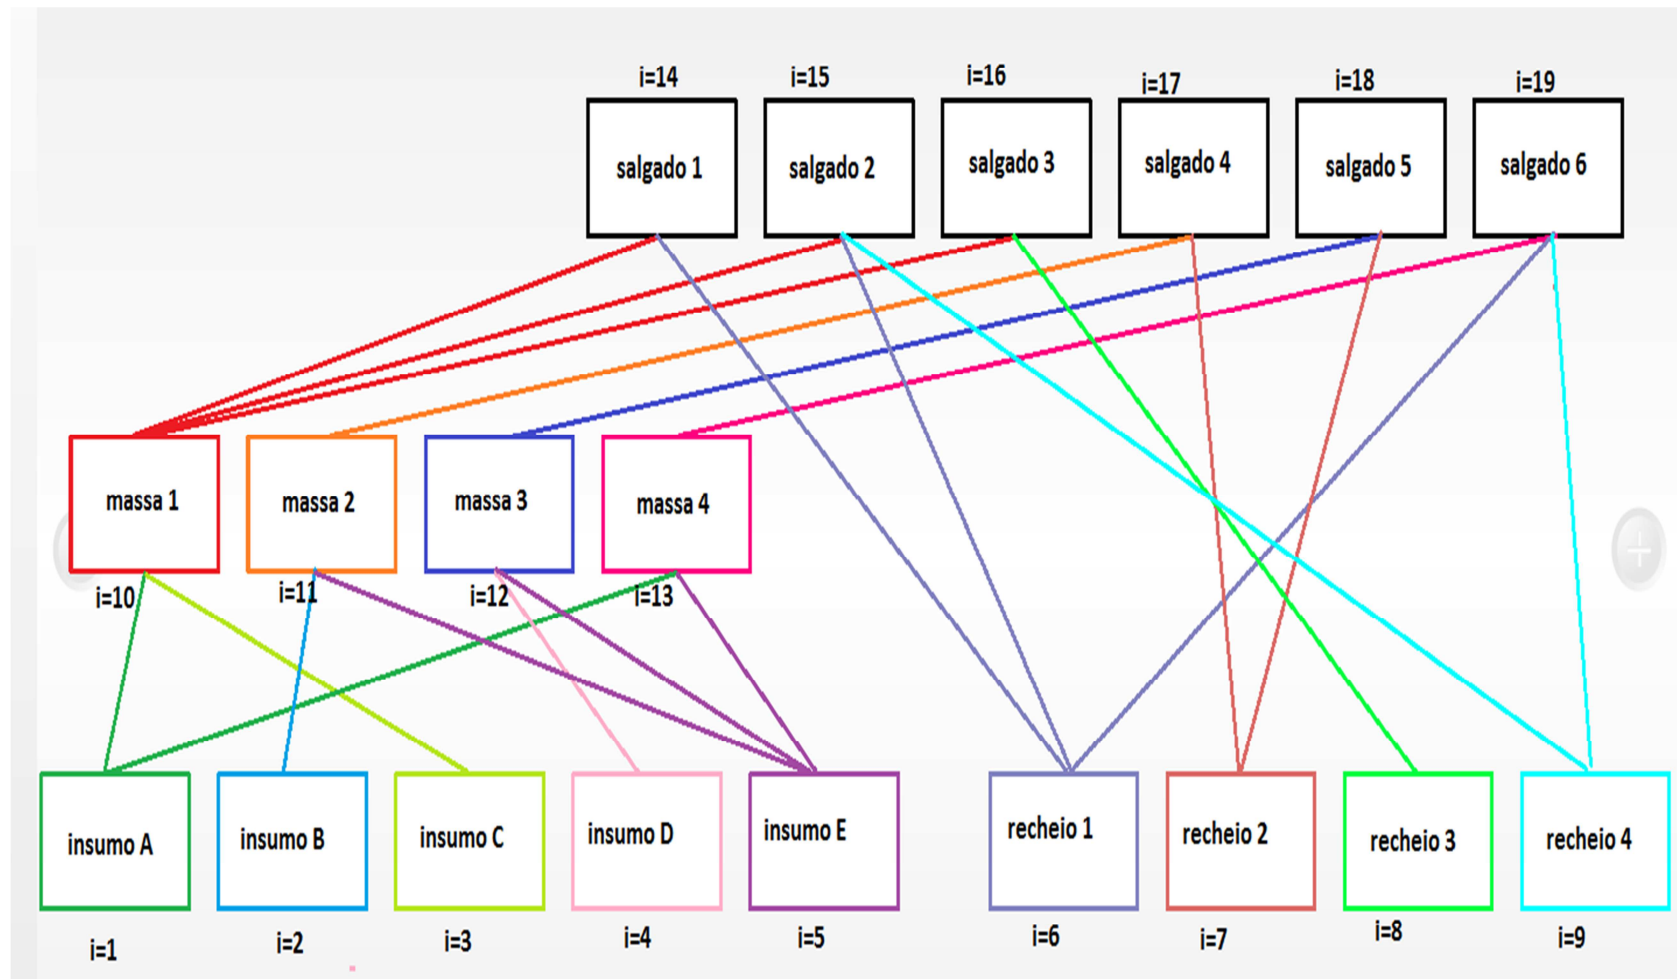 i=14
i=15
i=16
i=17
i=18
i=19
salgado 1
salgado 2
salgado 3
salgado 4
salgado 5
salgado 6
massa 1
massa 2
massa 3
massa 4
i=10
i=11
i=12
i=13
insumo A
insumo B
insumo C
insumo D
insumo E
recheio 1
recheio 2
recheio 3
recheio 4
i=1
i=2
i=3
i=4
i=5
i=6
i=7
i=8
i=9